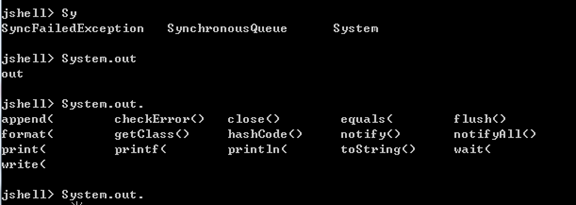 jshell> Sy
SyncFailedException   SynchronousQueue      System
jshell> System.out
out
jshell> System.out.
append(        checkError()   close()        equals(        flush()
format(        getClass()     hashCode()     notify()       notifyAll()
print(         printf(        println(       toString()     wait(
write(
jshell> System.out.